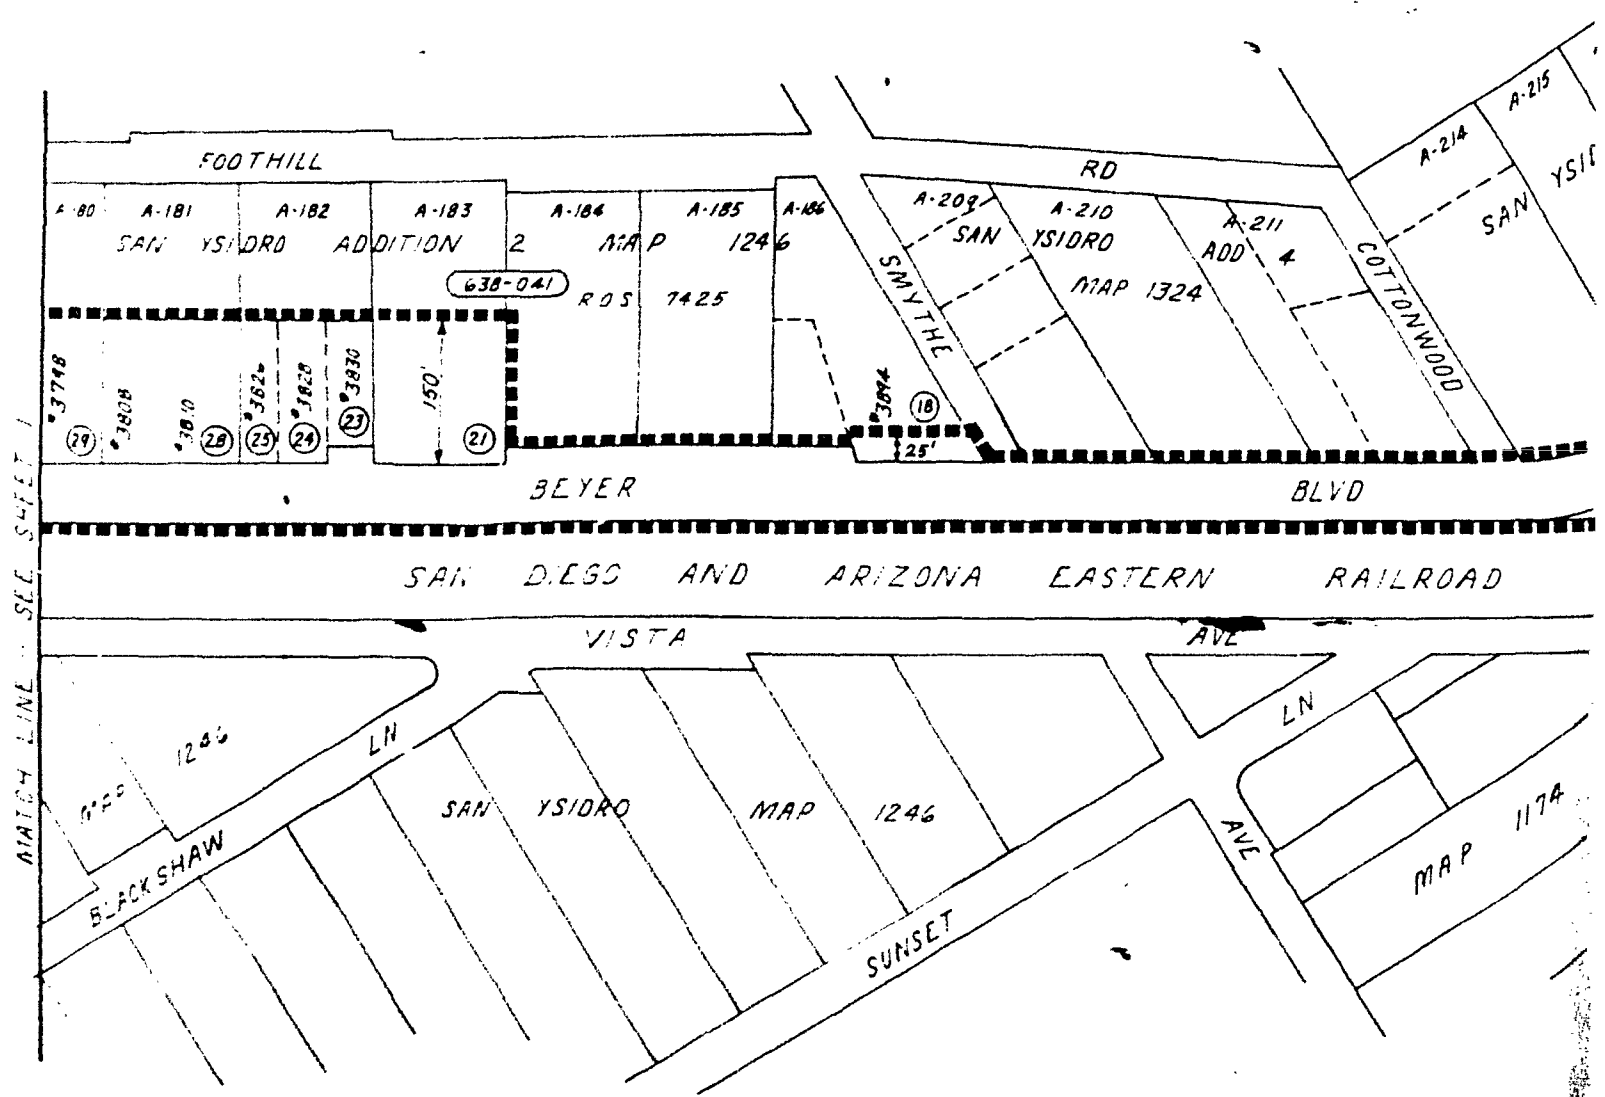 FOOTHILL RD
A-214
A-215
A-181 A-182 A-183 A-184 A-185 A-186
A-209 A-210 A-211
SAN YSIDRO ADDITION 2 MAP 1246
SAN YSIDRO ADD 4
MAP 1324
SAN
638-041
ROS 7425
SMYTHE
COTTONWOOD
#3748
#3808
#3810
#3828
#3830
150'
#3894
29
28
25
24
23
21
18
25'
BEYER BLVD
SAN DIEGO AND ARIZONA EASTERN RAILROAD
VISTA AVE
MATCH LINE - SEE SHEET 1
MAP 1246
BLACKSHAW LN
SAN YSIDRO MAP 1246
SUNSET LN
AVE
MAP 1174